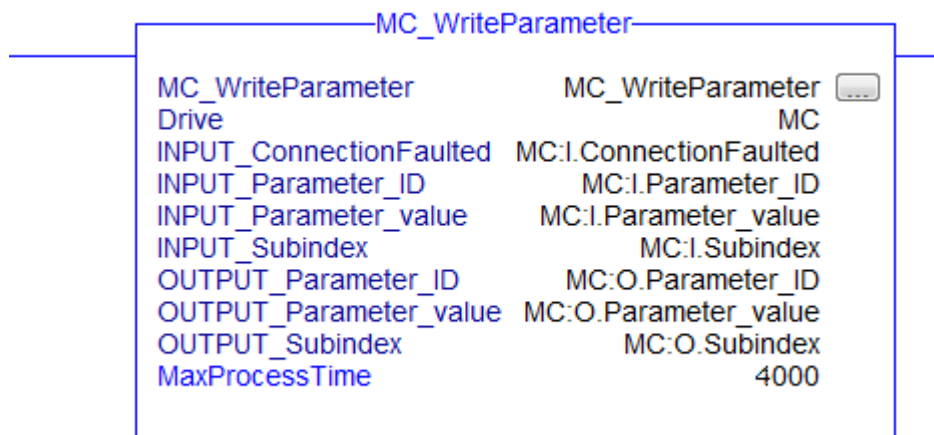 MC_WriteParameter
MC_WriteParameter MC_WriteParameter ...
Drive MC
INPUT_ConnectionFaulted MC:I.ConnectionFaulted
INPUT_Parameter_ID MC:I.Parameter_ID
INPUT_Parameter_value MC:I.Parameter_value
INPUT_Subindex MC:I.Subindex
OUTPUT_Parameter_ID MC:O.Parameter_ID
OUTPUT_Parameter_value MC:O.Parameter_value
OUTPUT_Subindex MC:O.Subindex
MaxProcessTime 4000